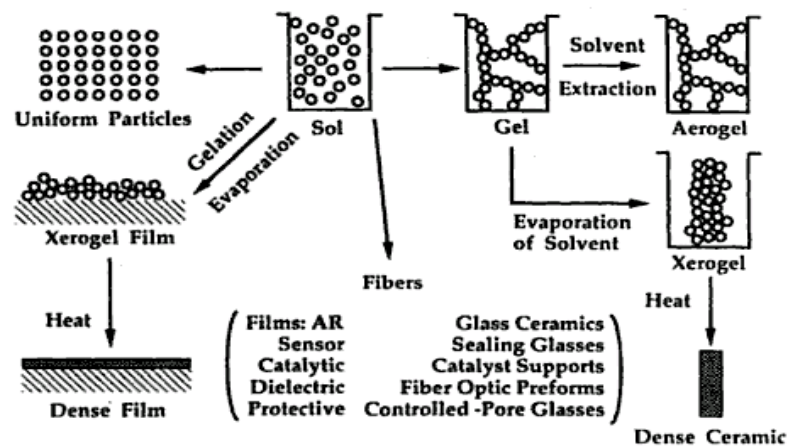 Solvent
Extraction
Uniform Particles
Sol
Gel
Aerogel
Gelation
Evaporation
Xerogel Film
Evaporation
of Solvent
Xerogel
Fibers
Heat
Heat
Films: AR
Sensor
Catalytic
Dielectric
Protective
Glass Ceramics
Sealing Glasses
Catalyst Supports
Fiber Optic Preforms
Controlled -Pore Glasses
Dense Film
Dense Ceramic